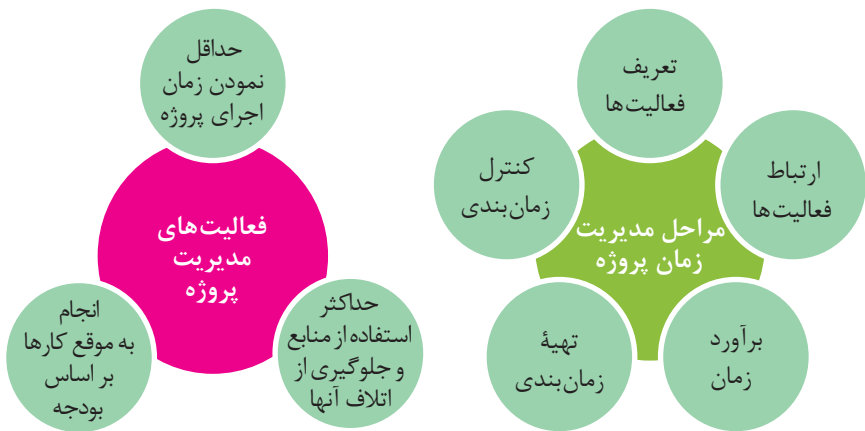 مراحل مدیریت
زمان پروژه
تعریف
فعالیت‌ها
ارتباط
فعالیت‌ها
برآورد
زمان
تهیهٔ
زمان‌بندی
کنترل
زمان‌بندی
فعالیت‌های
مدیریت
پروژه
حداقل
نمودن زمان
اجرای پروژه
حداکثر
استفاده از منابع
و جلوگیری از
اتلاف آنها
انجام
به موقع کارها
بر اساس
بودجه